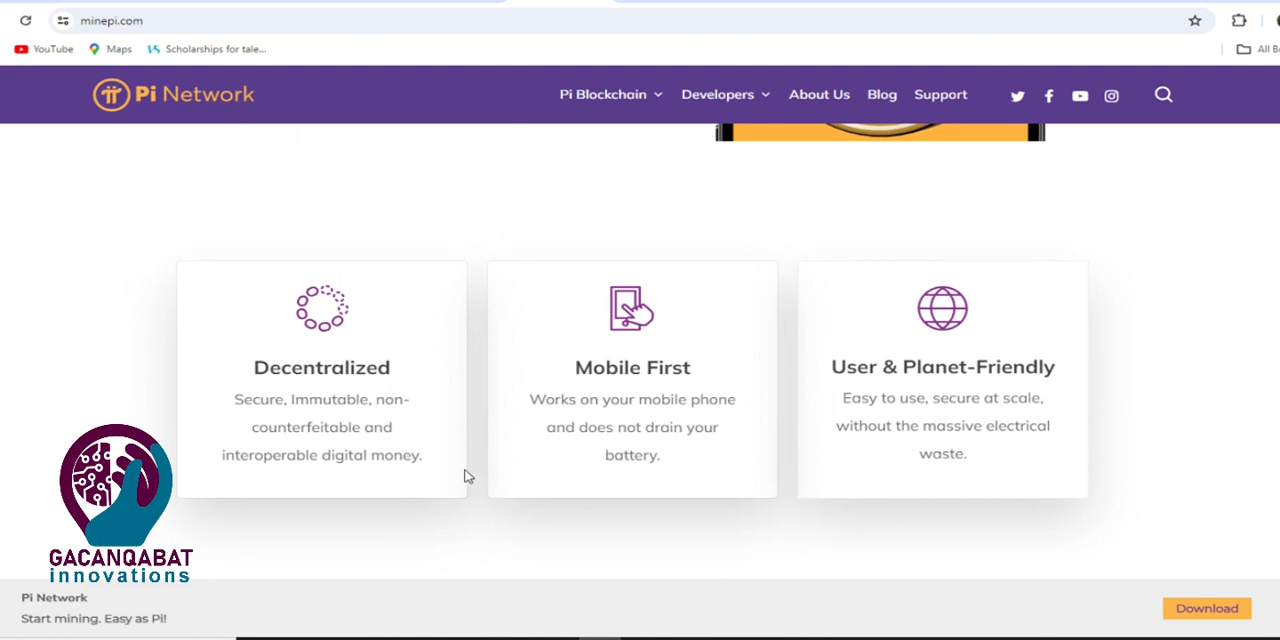 minepi.com
YouTube
Maps
Scholarships for tale...
All B
Pi Network
Pi Blockchain
Developers
About Us
Blog
Support
Decentralized
Secure, Immutable, non-
counterfeitable and
interoperable digital money.
Mobile First
Works on your mobile phone
and does not drain your
battery.
User & Planet-Friendly
Easy to use, secure at scale,
without the massive electrical
waste.
GACANQABAT
innovations
Pi Network
Start mining. Easy as Pi!
Download